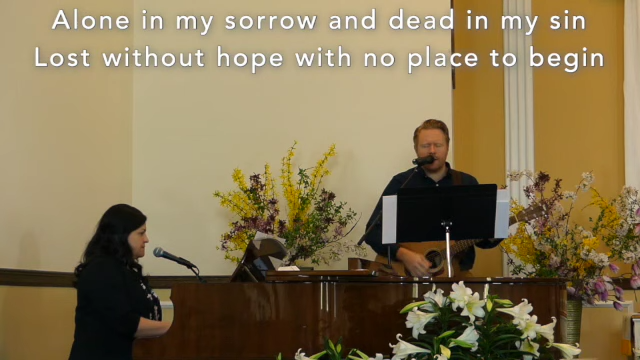 Alone in my sorrow and dead in my sin
Lost without hope with no place to begin